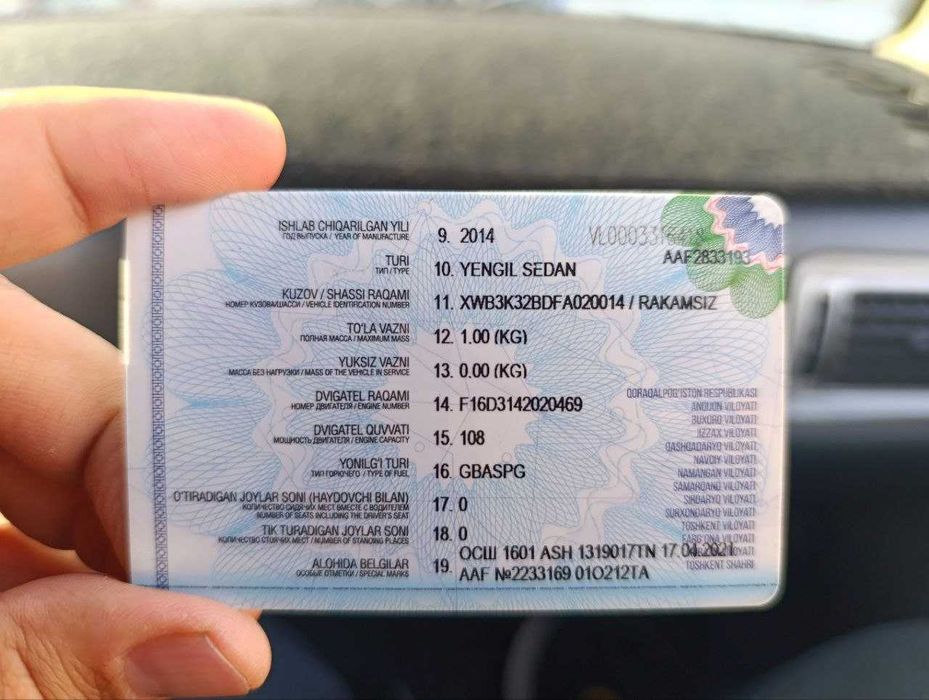 ISHLAB CHIQARILGAN YILI
ГОД ВЫПУСКА / YEAR OF MANUFACTURE
9. 2014
AAF2833193
TURI
ТИП / TYPE
10. YENGIL SEDAN
KUZOV / SHASSI RAQAMI
НОМЕР КУЗОВА/ШАССИ / VEHICLE IDENTIFICATION NUMBER
11. XWB3K32BDFA020014 / RAKAMSIZ
TO'LA VAZNI
ПОЛНАЯ МАССА / MAXIMUM MASS
12. 1.00 (KG)
YUKSIZ VAZNI
МАССА БЕЗ НАГРУЗКИ / MASS OF THE VEHICLE IN SERVICE
13. 0.00 (KG)
DVIGATEL RAQAMI
НОМЕР ДВИГАТЕЛЯ / ENGINE NUMBER
14. F16D3142020469
DVIGATEL QUVVATI
МОЩНОСТЬ ДВИГАТЕЛЯ / ENGINE CAPACITY
15. 108
YONILG'I TURI
ТИП ГОРЮЧЕГО / TYPE OF FUEL
16. GBASPG
O'TIRADIGAN JOYLAR SONI (HAYDOVCHI BILAN)
КОЛИЧЕСТВО СИДЯЧИХ МЕСТ ВМЕСТЕ С ВОДИТЕЛЕМ
NUMBER OF SEATS INCLUDING THE DRIVER'S SEAT
17. 0
TIK TURADIGAN JOYLAR SONI
КОЛИЧЕСТВО СТОЯЧИХ МЕСТ / NUMBER OF STANDING PLACES
18. 0
ALOHIDA BELGILAR
ОСОБЫЕ ОТМЕТКИ / SPECIAL MARKS
19. ОСШ 1601 ASH 1319017TN 17.04.2021
AAF №2233169 01O212TA
QORAQALPOG'ISTON RESPUBLIKASI
ANDIJON VILOYATI
BUXORO VILOYATI
JIZZAX VILOYATI
QASHQADARYO VILOYATI
NAVOIY VILOYATI
NAMANGAN VILOYATI
SAMARQAND VILOYATI
SIRDARYO VILOYATI
SURXONDARYO VILOYATI
TOSHKENT VILOYATI
FARG'ONA VILOYATI
TOSHKENT SHAHRI